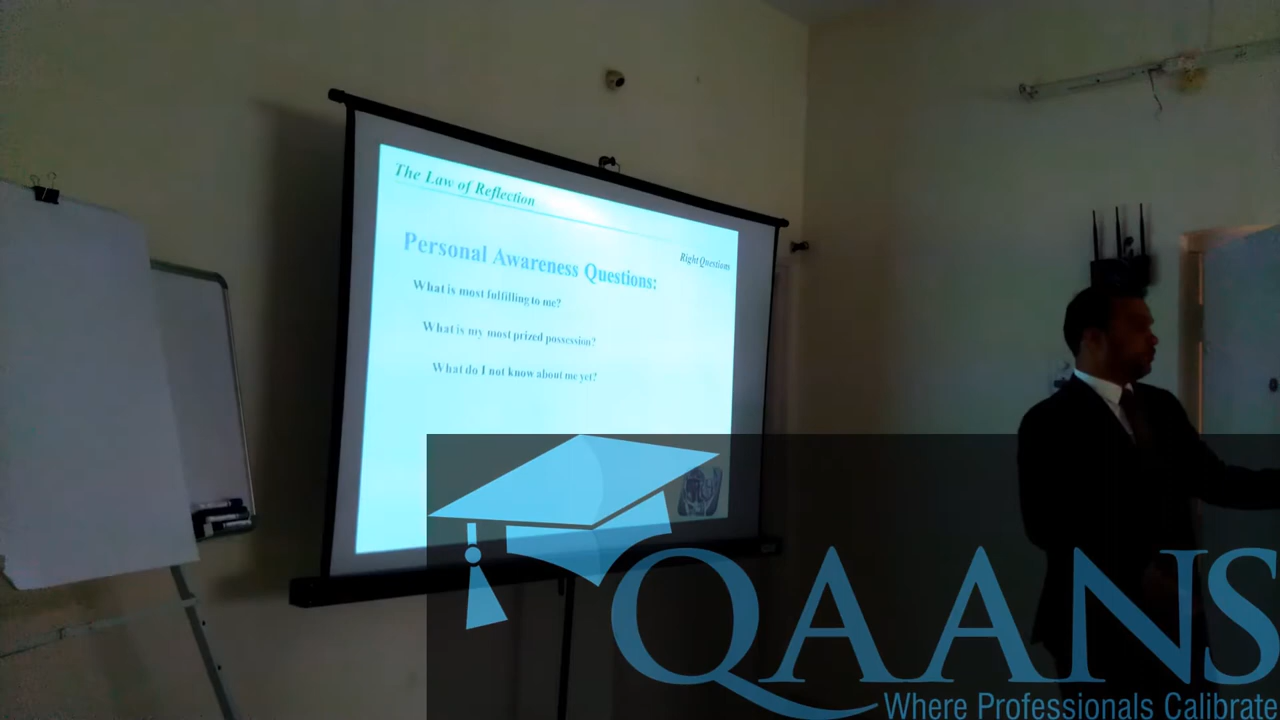 The Law of Reflection
Right Questions
Personal Awareness Questions:
What is most fulfilling to me?
What is my most prized possession?
What do I not know about me yet?
QAANS
Where Professionals Calibrate